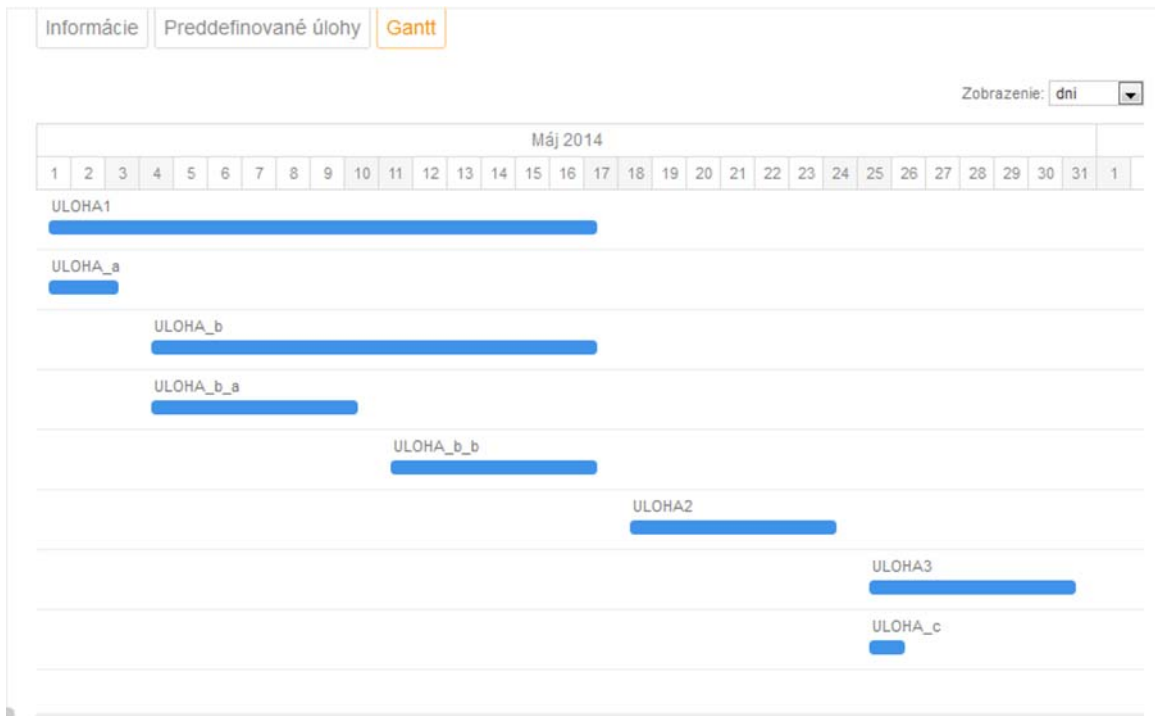 Informácie Preddefinované úlohy Gantt
Zobrazenie: dni
Máj 2014
1 2 3 4 5 6 7 8 9 10 11 12 13 14 15 16 17 18 19 20 21 22 23 24 25 26 27 28 29 30 31 1
ULOHA1
ULOHA_a
ULOHA_b
ULOHA_b_a
ULOHA_b_b
ULOHA2
ULOHA3
ULOHA_c